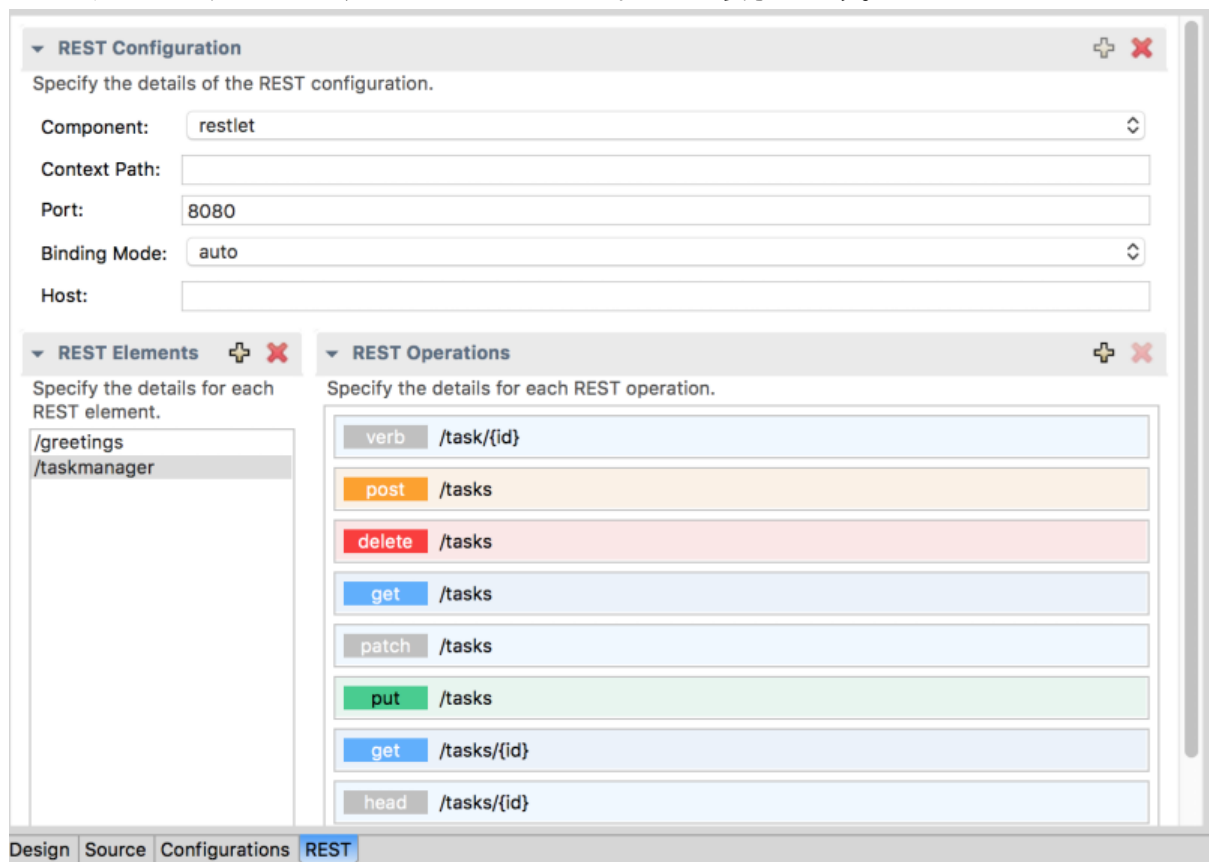 REST Configuration
Specify the details of the REST configuration.
Component: restlet
Context Path:
Port: 8080
Binding Mode: auto
Host:
REST Elements
Specify the details for each
REST element.
/greetings
/taskmanager
REST Operations
Specify the details for each REST operation.
verb /task/{id}
post /tasks
delete /tasks
get /tasks
patch /tasks
put /tasks
get /tasks/{id}
head /tasks/{id}
Design Source Configurations REST